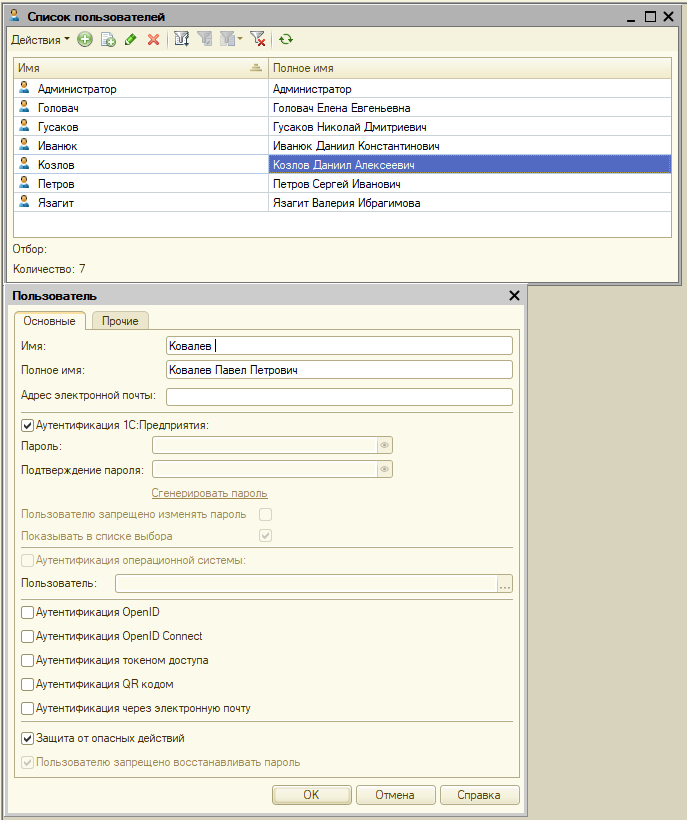 Список пользователей
Действия
Имя Полное имя
Администратор Администратор
Головач Головач Елена Евгеньевна
Гусаков Гусаков Николай Дмитриевич
Иванюк Иванюк Даниил Константинович
Козлов Козлов Даниил Алексеевич
Петров Петров Сергей Иванович
Язагит Язагит Валерия Ибрагимова
Отбор:
Количество: 7
Пользователь
Основные Прочие
Имя: Ковалев
Полное имя: Ковалев Павел Петрович
Адрес электронной почты:
Аутентификация 1С:Предприятия:
Пароль:
Подтверждение пароля:
Сгенерировать пароль
Пользователю запрещено изменять пароль
Показывать в списке выбора
Аутентификация операционной системы:
Пользователь: ...
Аутентификация OpenID
Аутентификация OpenID Connect
Аутентификация токеном доступа
Аутентификация QR кодом
Аутентификация через электронную почту
Защита от опасных действий
Пользователю запрещено восстанавливать пароль
OK Отмена Справка